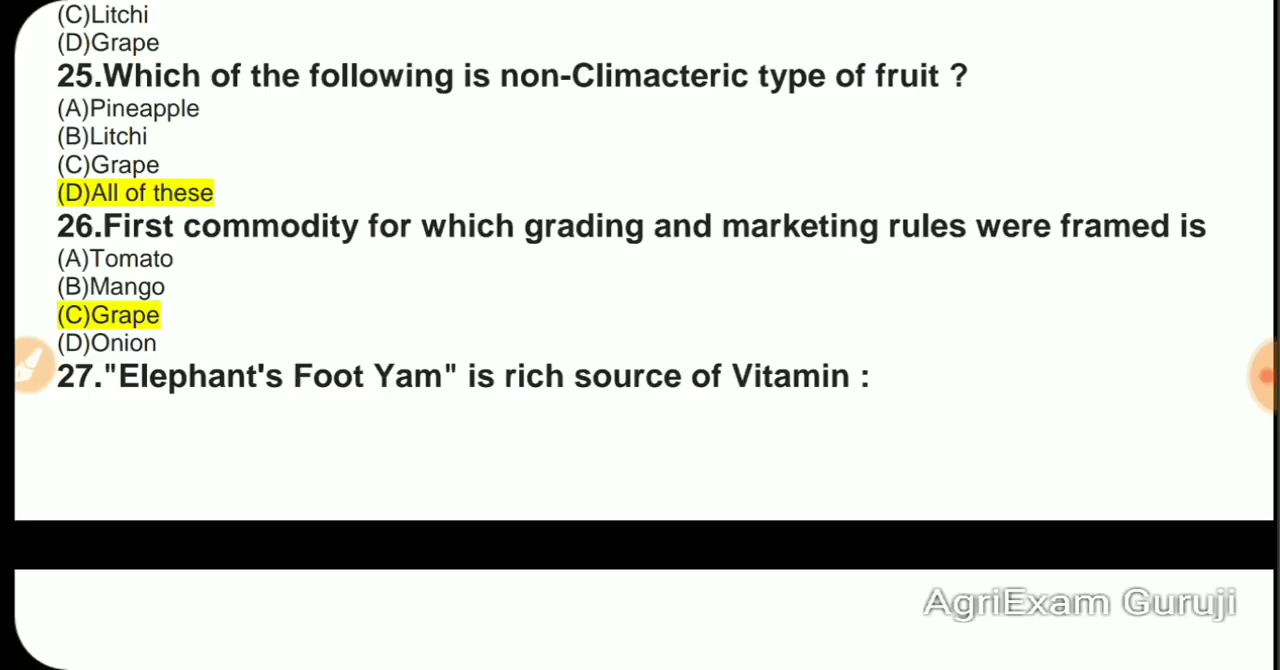 (C)Litchi
(D)Grape
25.Which of the following is non-Climacteric type of fruit ?
(A)Pineapple
(B)Litchi
(C)Grape
(D)All of these
26.First commodity for which grading and marketing rules were framed is
(A)Tomato
(B)Mango
(C)Grape
(D)Onion
27."Elephant's Foot Yam" is rich source of Vitamin :
AgriExam Guruji